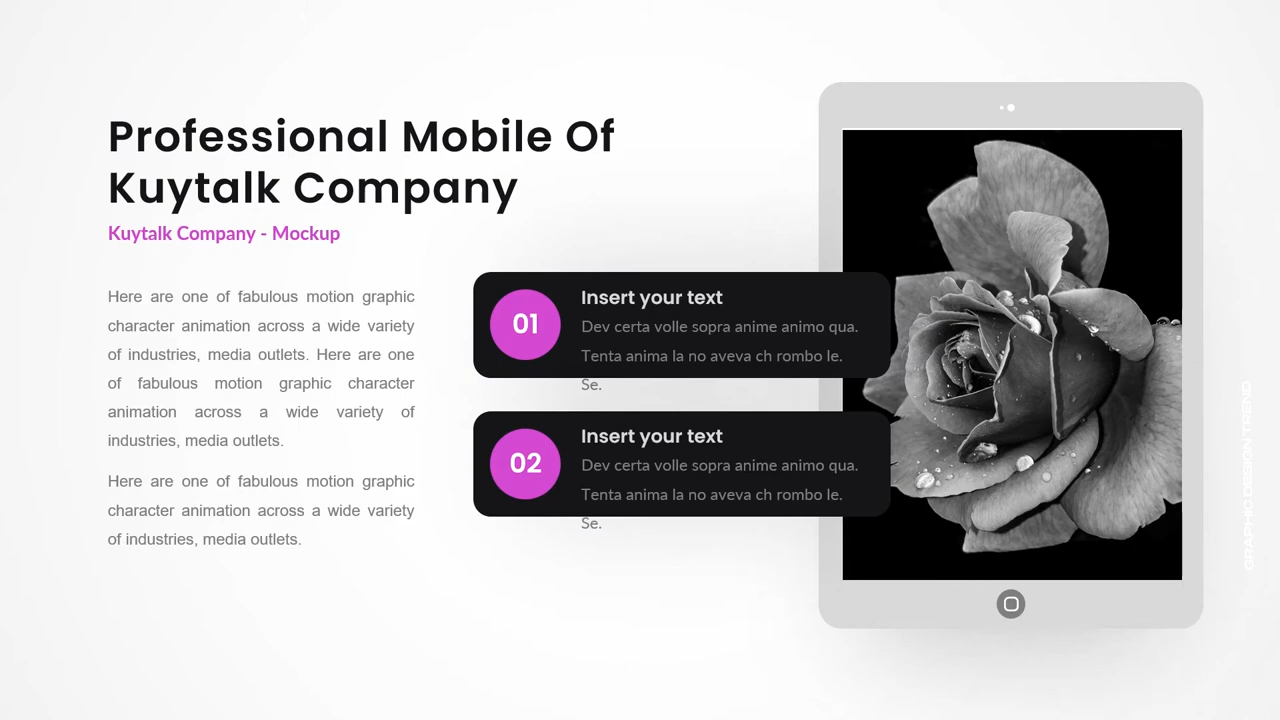 Professional Mobile Of
Kuytalk Company
Kuytalk Company - Mockup
Here are one of fabulous motion graphic
character animation across a wide variety
of industries, media outlets. Here are one
of fabulous motion graphic character
animation across a wide variety of
industries, media outlets.
Here are one of fabulous motion graphic
character animation across a wide variety
of industries, media outlets.
01
Insert your text
Dev certa volle sopra anime animo qua.
Tenta anima la no aveva ch rombo le.
Se.
02
Insert your text
Dev certa volle sopra anime animo qua.
Tenta anima la no aveva ch rombo le.
Se.
GRAPHIC DESIGN TREND